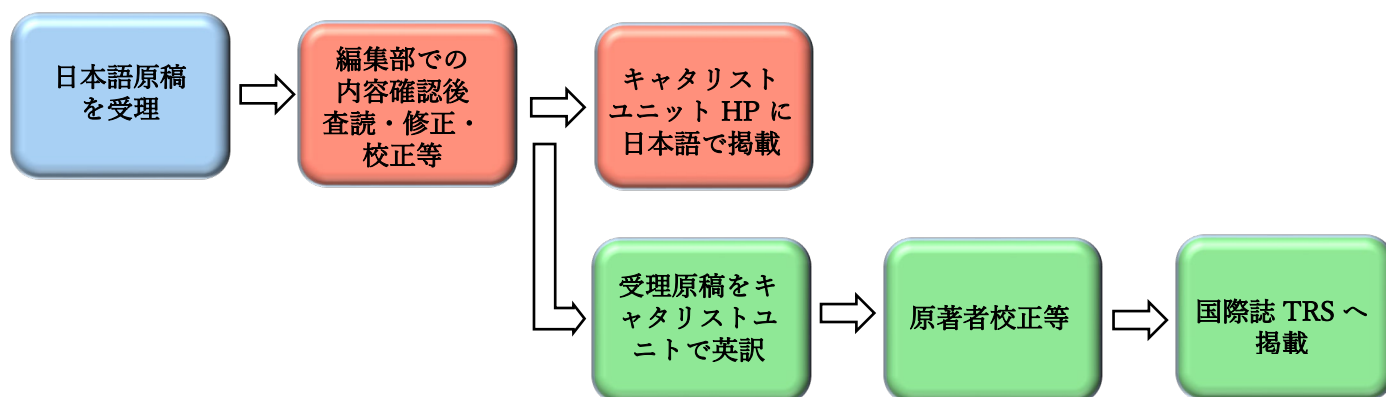 日本語原稿
を受理
編集部での
内容確認後
査読・修正・
校正等
キャタリスト
ユニット HP に
日本語で掲載
受理原稿をキ
ャタリストユ
ニトで英訳
原著者校正等
国際誌 TRS へ
掲載